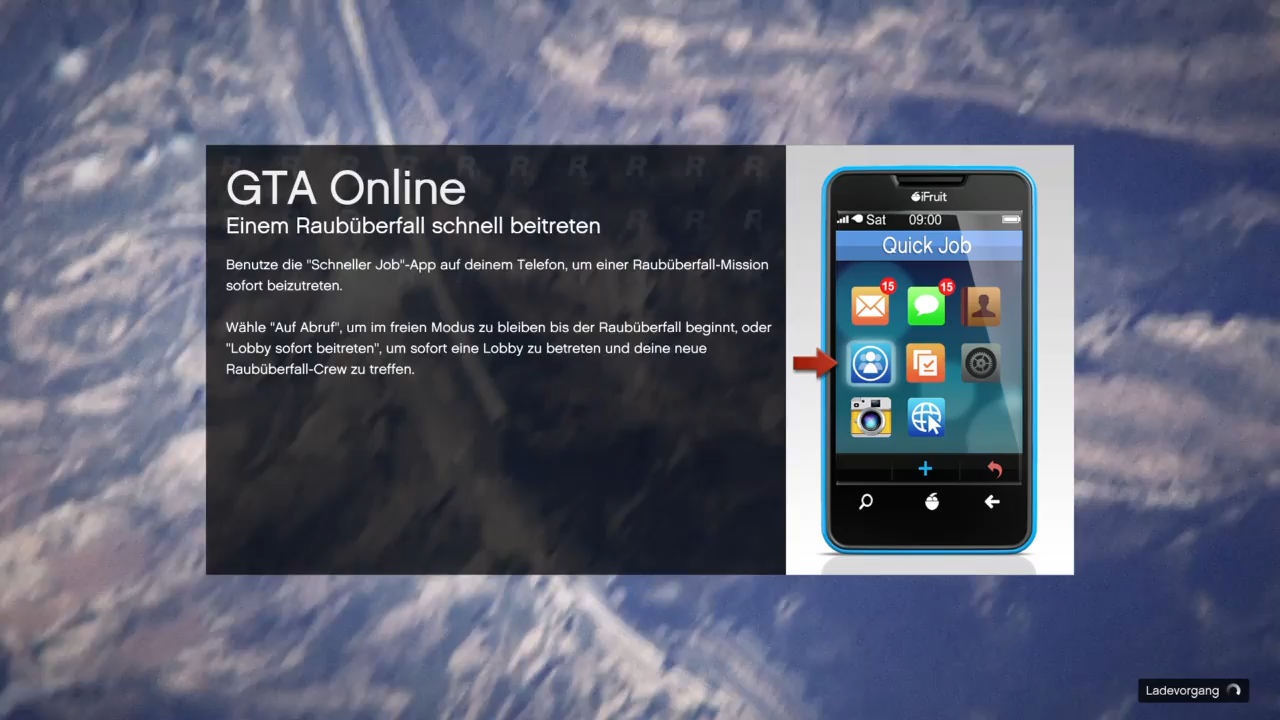 GTA Online
Einem Raubüberfall schnell beitreten
Benutze die "Schneller Job"-App auf deinem Telefon, um einer Raubüberfall-Mission
sofort beizutreten.
Wähle "Auf Abruf", um im freien Modus zu bleiben bis der Raubüberfall beginnt, oder
"Lobby sofort beitreten", um sofort eine Lobby zu betreten und deine neue
Raubüberfall-Crew zu treffen.
iFruit
Sat 09:00
Quick Job
15 15
Ladevorgang